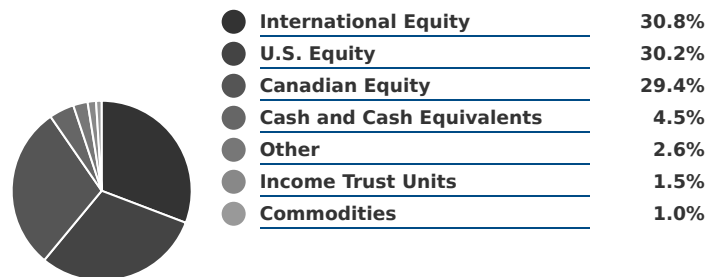 International Equity 30.8%
U.S. Equity 30.2%
Canadian Equity 29.4%
Cash and Cash Equivalents 4.5%
Other 2.6%
Income Trust Units 1.5%
Commodities 1.0%